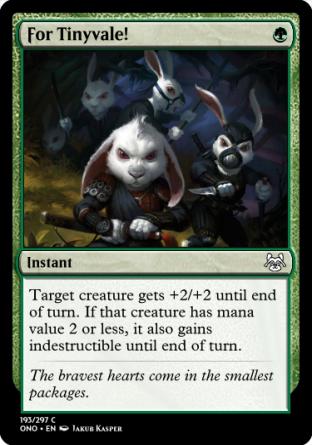 For Tinyvale!
Instant
Target creature gets +2/+2 until end
of turn. If that creature has mana
value 2 or less, it also gains
indestructible until end of turn.
The bravest hearts come in the smallest
packages.
193/297 C
ONO • EN Jakub Kasper